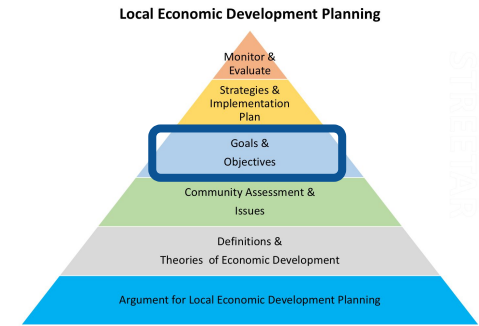 Local Economic Development Planning
Monitor &
Evaluate
Strategies &
Implementation
Plan
Goals &
Objectives
Community Assessment &
Issues
Definitions &
Theories of Economic Development
Argument for Local Economic Development Planning